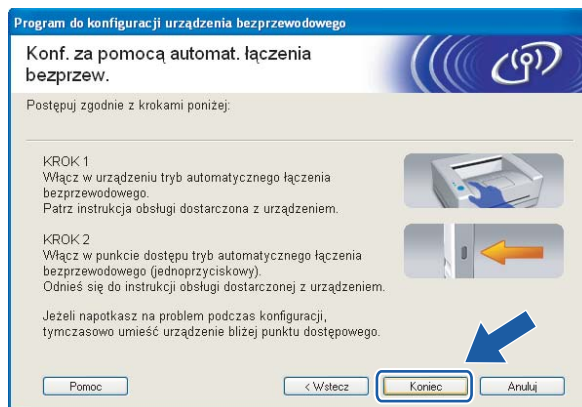 Program do konfiguracji urządzenia bezprzewodowego
Konf. za pomocą automat. łączenia
bezprzew.
Postępuj zgodnie z krokami poniżej:
KROK 1
Włącz w urządzeniu tryb automatycznego łączenia
bezprzewodowego.
Patrz instrukcja obsługi dostarczona z urządzeniem.
KROK 2
Włącz w punkcie dostępu tryb automatycznego łączenia
bezprzewodowego (jednoprzyciskowy).
Odnieś się do instrukcji obsługi dostarczonej z urządzeniem.
Jeżeli napotkasz na problem podczas konfiguracji,
tymczasowo umieść urządzenie bliżej punktu dostępowego.
Pomoc < Wstecz Koniec Anuluj